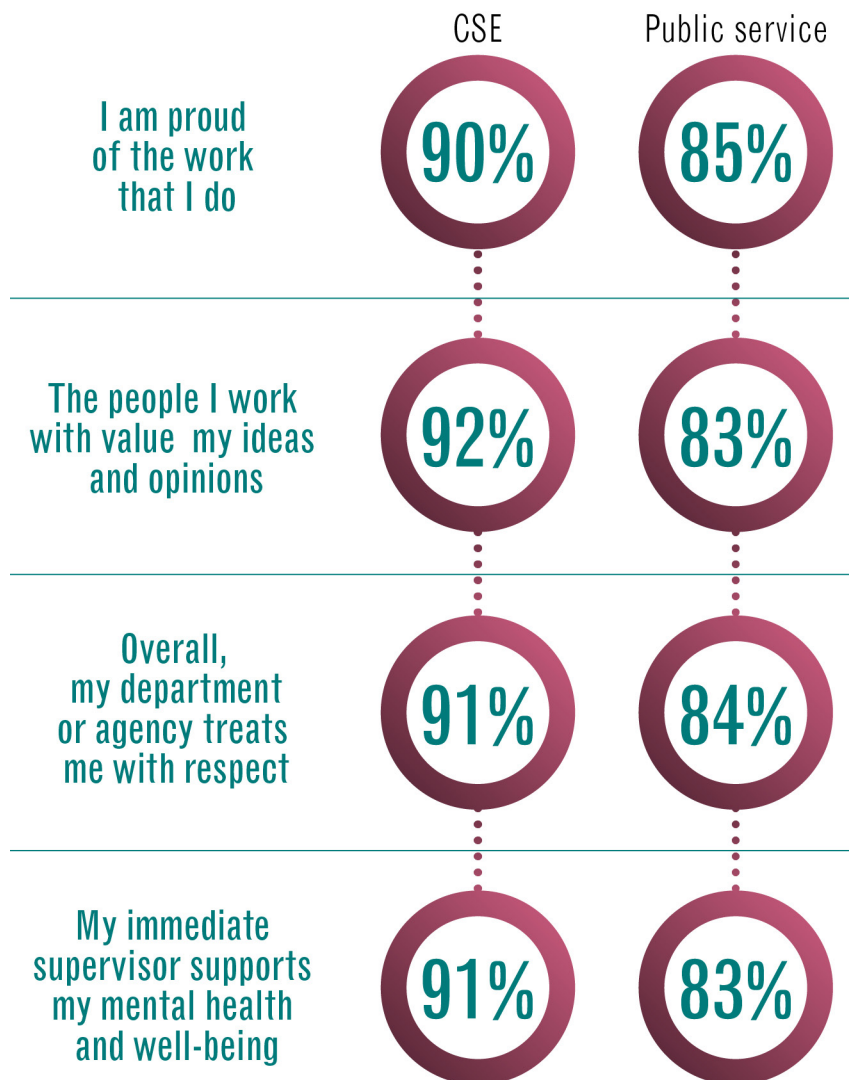 CSE Public service
I am proud
of the work
that I do
90% 85%
The people I work
with value my ideas
and opinions
92% 83%
Overall,
my department
or agency treats
me with respect
91% 84%
My immediate
supervisor supports
my mental health
and well-being
91% 83%